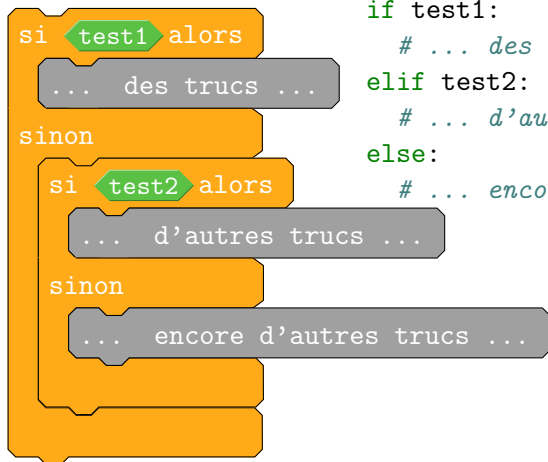 si test1 alors
... des trucs ...
sinon
si test2 alors
... d'autres trucs ...
sinon
... encore d'autres trucs ...
if test1:
# ... des
elif test2:
# ... d'au
else:
# ... enco